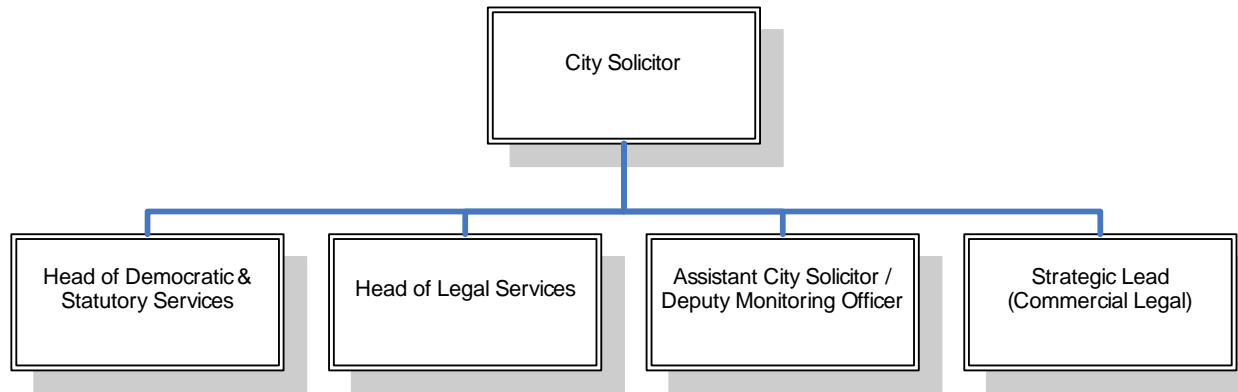 City Solicitor
Head of Democratic &
Statutory Services
Head of Legal Services
Assistant City Solicitor /
Deputy Monitoring Officer
Strategic Lead
(Commercial Legal)